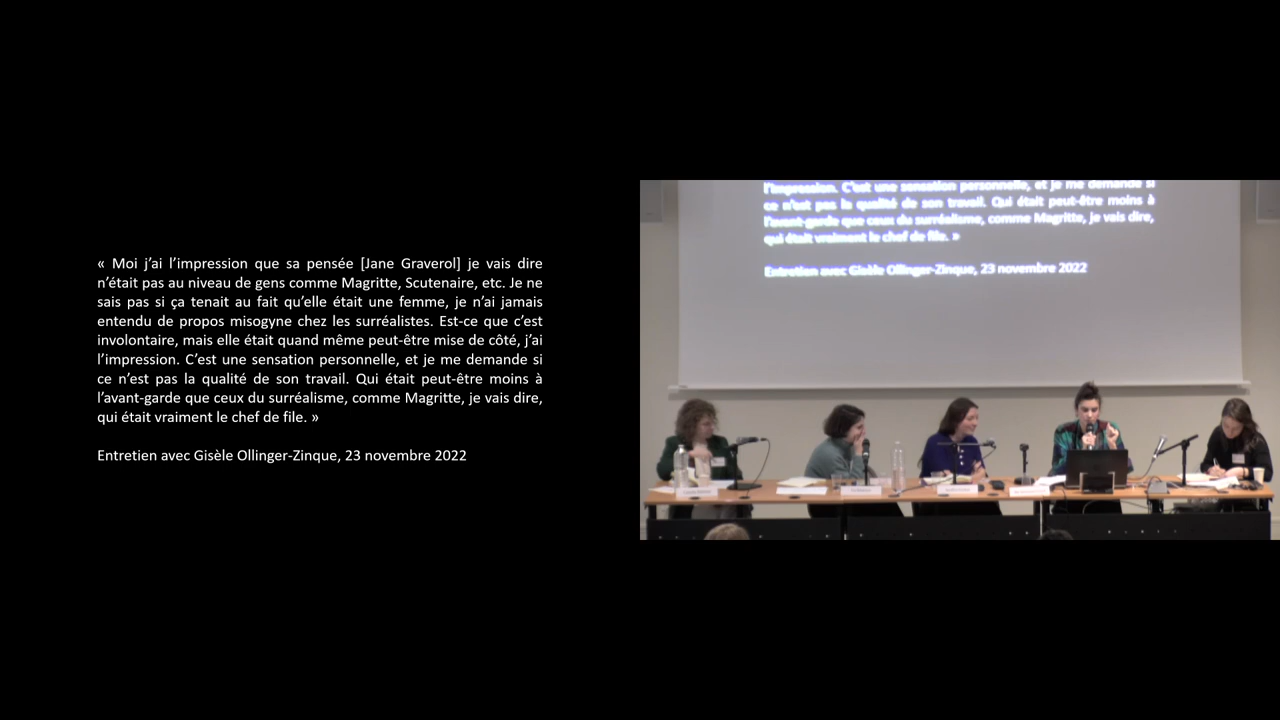 « Moi j’ai l’impression que sa pensée [Jane Graverol] je vais dire
n’était pas au niveau de gens comme Magritte, Scutenaire, etc. Je ne
sais pas si ça tenait au fait qu’elle était une femme, je n’ai jamais
entendu de propos misogyne chez les surréalistes. Est-ce que c’est
involontaire, mais elle était quand même peut-être mise de côté, j’ai
l’impression. C’est une sensation personnelle, et je me demande si
ce n’est pas la qualité de son travail. Qui était peut-être moins à
l’avant-garde que ceux du surréalisme, comme Magritte, je vais dire,
qui était vraiment le chef de file. »
Entretien avec Gisèle Ollinger-Zinque, 23 novembre 2022
l’impression. C’est une sensation personnelle, et je me demande si
ce n’est pas la qualité de son travail. Qui était peut-être moins à
l’avant-garde que ceux du surréalisme, comme Magritte, je vais dire,
qui était vraiment le chef de file. »
Entretien avec Gisèle Ollinger-Zinque, 23 novembre 2022